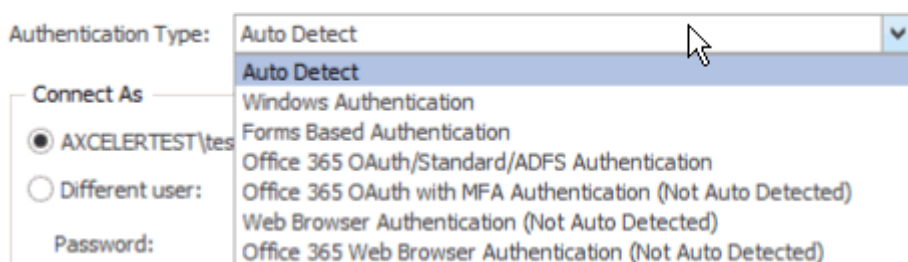 Authentication Type: Auto Detect
Auto Detect
Windows Authentication
Forms Based Authentication
Office 365 OAuth/Standard/ADFS Authentication
Office 365 OAuth with MFA Authentication (Not Auto Detected)
Web Browser Authentication (Not Auto Detected)
Office 365 Web Browser Authentication (Not Auto Detected)
Connect As
AXCELERTEST\tes
Different user:
Password: